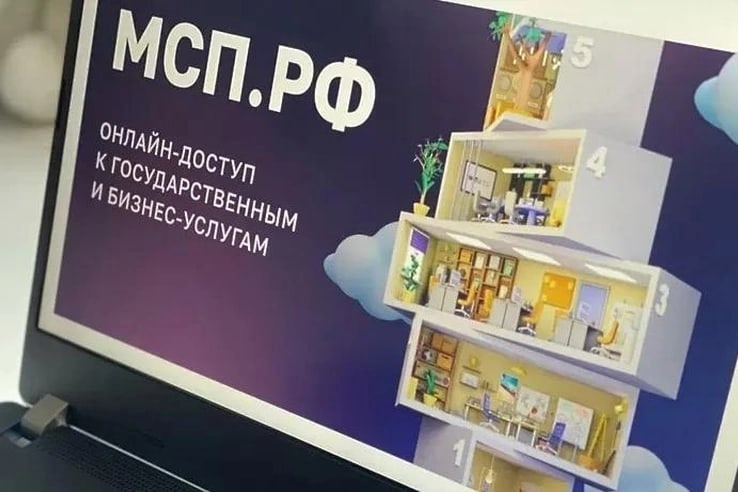 МСП.РФ
ОНЛАЙН-ДОСТУП
К ГОСУДАРСТВЕННЫМ
И БИЗНЕС-УСЛУГАМ
5
4
3
1